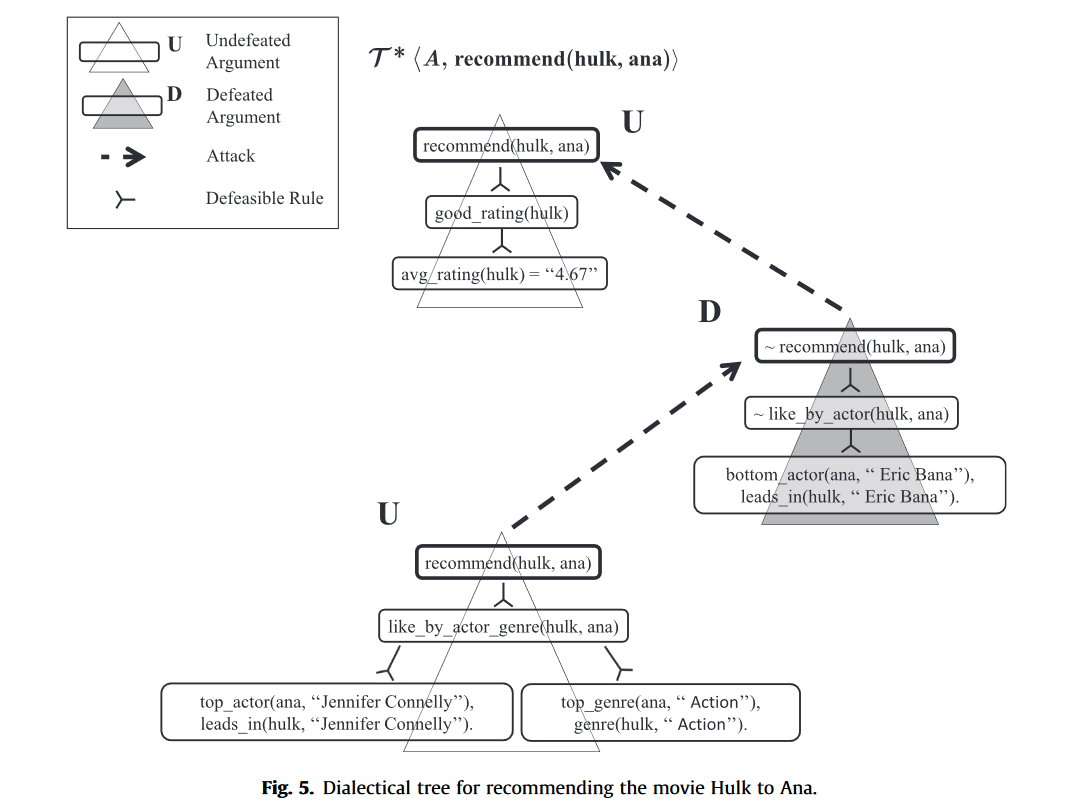 U Undefeated
Argument
D Defeated
Argument
Attack
Defeasible Rule
𝒯* ⟨A, recommend(hulk, ana)⟩
U
recommend(hulk, ana)
good_rating(hulk)
avg_rating(hulk) = ‘‘4.67’’
D
~ recommend(hulk, ana)
~ like_by_actor(hulk, ana)
bottom_actor(ana, ‘‘ Eric Bana’’),
leads_in(hulk, ‘‘ Eric Bana’’).
U
recommend(hulk, ana)
like_by_actor_genre(hulk, ana)
top_actor(ana, ‘‘Jennifer Connelly’’),
leads_in(hulk, ‘‘Jennifer Connelly’’).
top_genre(ana, ‘‘ Action’’),
genre(hulk, ‘‘ Action’’).
Fig. 5. Dialectical tree for recommending the movie Hulk to Ana.